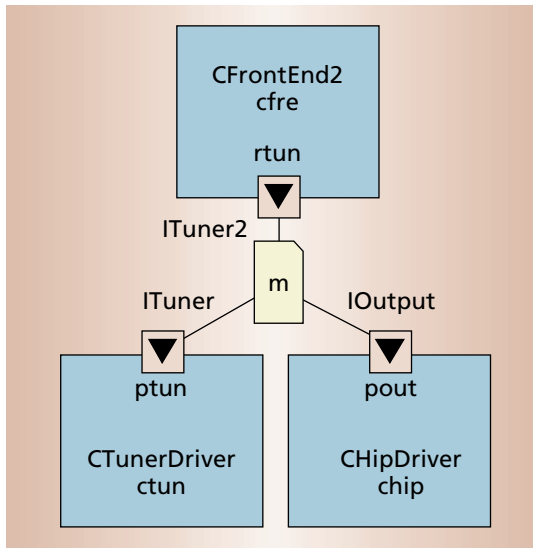 CFrontEnd2
cfre
rtun
ITuner2
m
ITuner
IOutput
ptun
pout
CTunerDriver
ctun
CHipDriver
chip